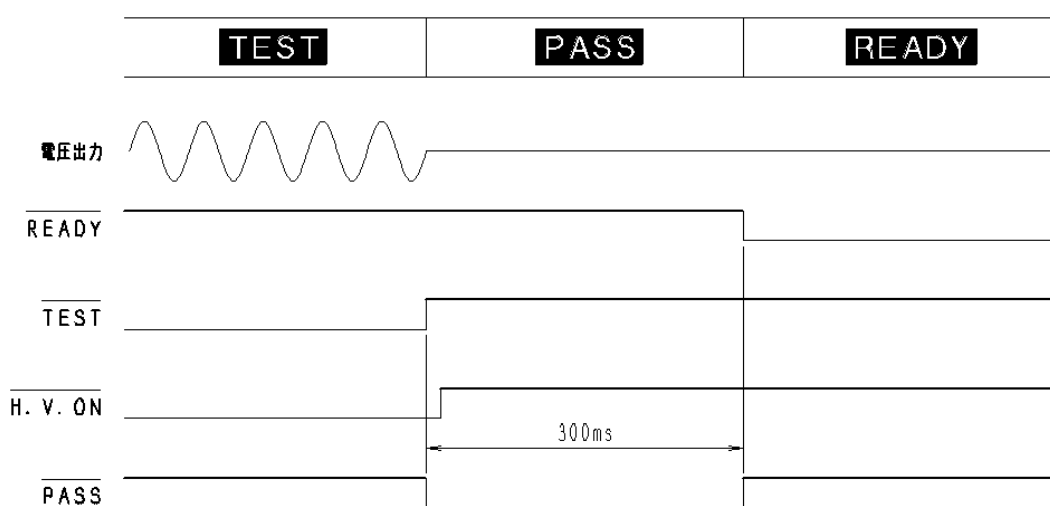 TEST PASS READY
電圧出力
READY
TEST
H. V. ON
300ms
PASS